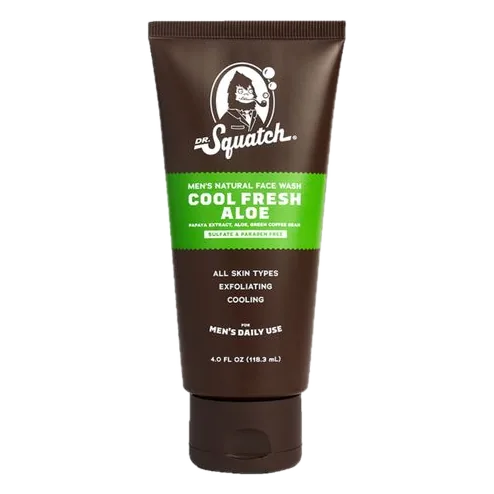 DR.
Squatch®
MEN'S NATURAL FACE WASH
COOL FRESH
ALOE
PAPAYA EXTRACT, ALOE, GREEN COFFEE BEAN
SULFATE & PARABEN FREE
ALL SKIN TYPES
EXFOLIATING
COOLING
FOR
MEN'S DAILY USE
4.0 FL OZ (118.3 mL)